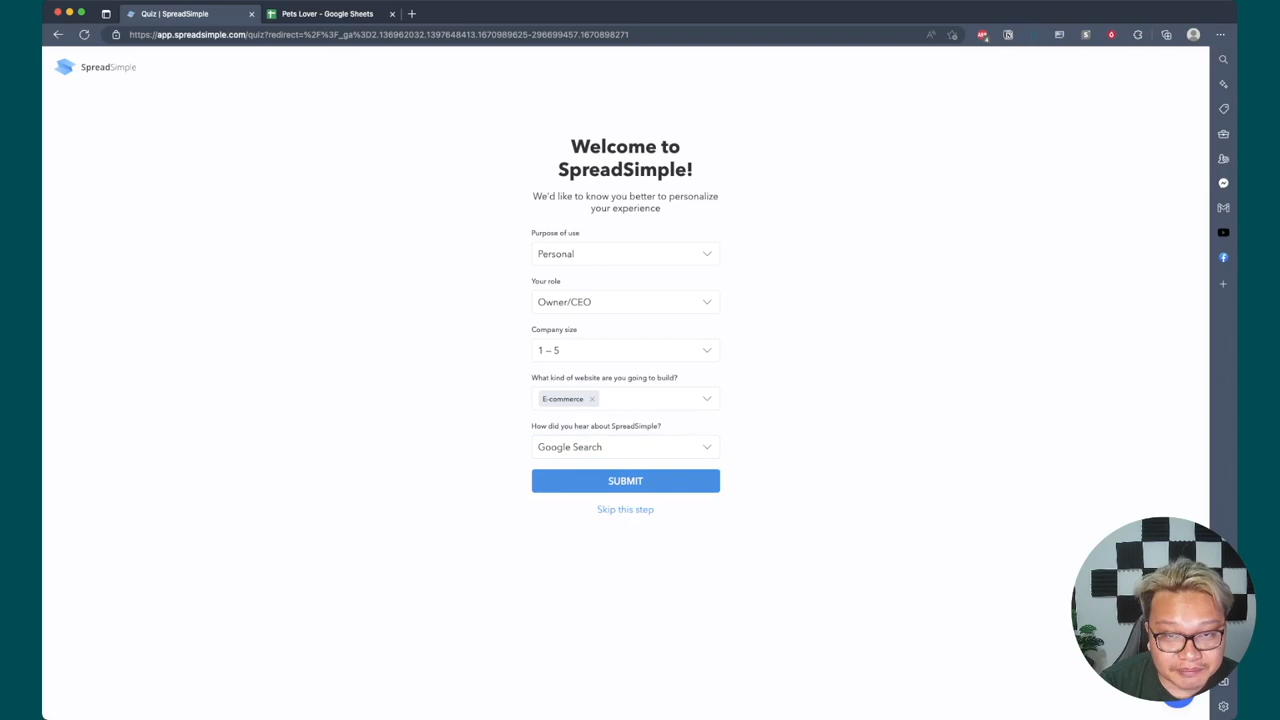 Quiz | SpreadSimple
Pets Lover - Google Sheets
https://app.spreadsimple.com/quiz?redirect=%2F%3F_ga%3D2.136962032.1397648413.1670989625-296699457.1670898271
SpreadSimple
Welcome to
SpreadSimple!
We'd like to know you better to personalize
your experience
Purpose of use
Personal
Your role
Owner/CEO
Company size
1 – 5
What kind of website are you going to build?
E-commerce
How did you hear about SpreadSimple?
Google Search
SUBMIT
Skip this step